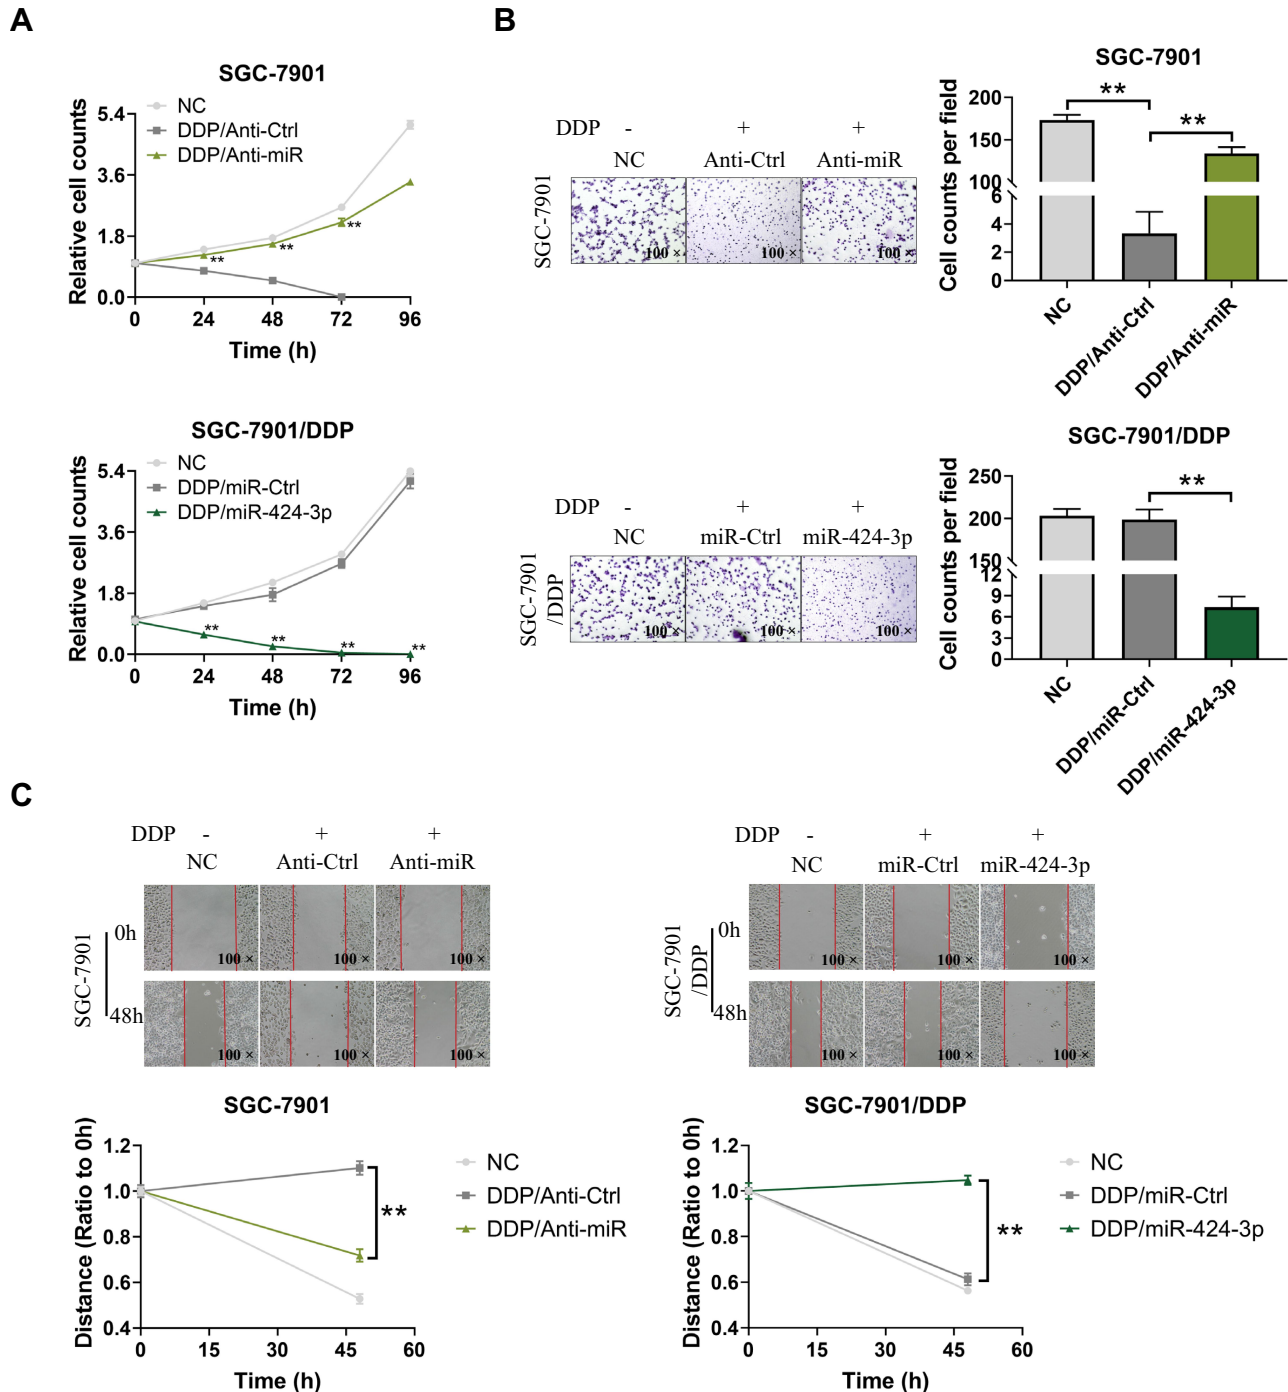 A
SGC-7901
NC
DDP/Anti-Ctrl
DDP/Anti-miR
Relative cell counts
5.4
3.6
1.8
0.0
**
**
**
0 24 48 72 96
Time (h)
SGC-7901/DDP
NC
DDP/miR-Ctrl
DDP/miR-424-3p
Relative cell counts
5.4
3.6
1.8
0.0
**
**
**
**
0 24 48 72 96
Time (h)
B
DDP - + +
NC Anti-Ctrl Anti-miR
SGC-7901
100 × 100 × 100 ×
SGC-7901
Cell counts per field
200
150
100
6
4
2
0
**
**
NC
DDP/Anti-Ctrl
DDP/Anti-miR
DDP - + +
NC miR-Ctrl miR-424-3p
SGC-7901
/DDP
100 × 100 × 100 ×
SGC-7901/DDP
Cell counts per field
250
200
150
12
9
6
3
0
**
NC
DDP/miR-Ctrl
DDP/miR-424-3p
C
DDP - + +
NC Anti-Ctrl Anti-miR
SGC-7901
0h
100 × 100 × 100 ×
48h
100 × 100 × 100 ×
SGC-7901
Distance (Ratio to 0h)
1.2
1.0
0.8
0.6
0.4
**
0 15 30 45 60
Time (h)
NC
DDP/Anti-Ctrl
DDP/Anti-miR
DDP - + +
NC miR-Ctrl miR-424-3p
SGC-7901
/DDP
0h
100 × 100 × 100 ×
48h
100 × 100 × 100 ×
SGC-7901/DDP
Distance (Ratio to 0h)
1.2
1.0
0.8
0.6
0.4
**
0 15 30 45 60
Time (h)
NC
DDP/miR-Ctrl
DDP/miR-424-3p